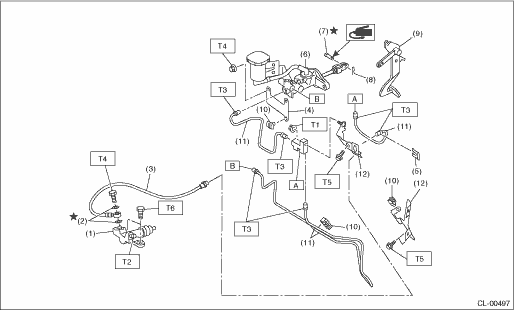 (7)★
(9)
T4
(6)
(8)
T3
B
A
(10)
(4)
T3
(11)
T1
(11)
T3
(5)
T4
(3)
B
A
T5
(12)
(10)
(12)
★
(2)
T6
(1)
T3
(10)
(11)
T2
T5
CL-00497